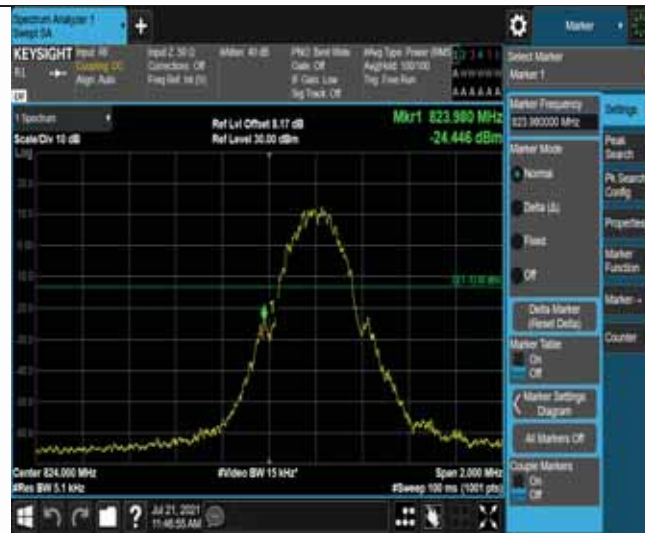 Spectrum Analyzer 1
Swept SA
+
Marker
KEYSIGHT
Input: RF
Coupling: DC
Align: Auto
Input Z: 50 Ω
Corrections: Off
Freq Ref: Int (S)
Atten: 40 dB
PNO: Best Wide
Gate: Off
IF Gain: Low
Sig Track: Off
Avg Type: Power (RMS)
Avg|Hold: 100/100
Trig: Free Run
Select Marker
Marker 1
1 Spectrum
Scale/Div 10 dB
Log
Ref Lvl Offset 8.17 dB
Ref Level 30.00 dBm
Mkr1 823.980 MHz
-24.446 dBm
Marker Frequency
823.980000 MHz
Marker Mode
Normal
Delta (Δ)
Fixed
Off
Delta Marker
(Reset Delta)
Marker Table
On
Off
Marker Settings
Diagram
All Markers Off
Couple Markers
On
Off
Settings
Peak
Search
Pk Search
Config
Properties
Marker
Function
Marker→
Counter
Center 824.000 MHz
#Res BW 5.1 kHz
#Video BW 15 kHz*
Span 2.000 MHz
#Sweep 100 ms (1001 pts)
Jul 21, 2021
11:46:55 AM